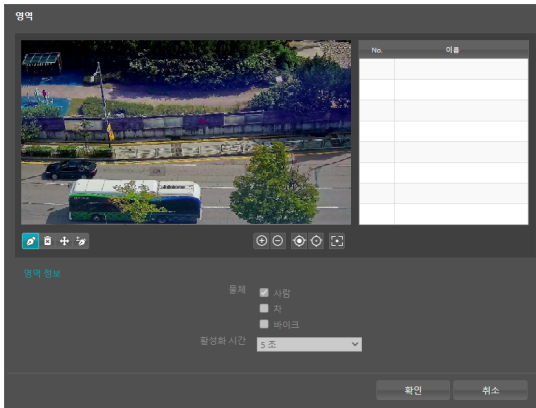 영역
No. 이름
영역 정보
물체 사람
차
바이크
활성화 시간 5 초
확인 취소